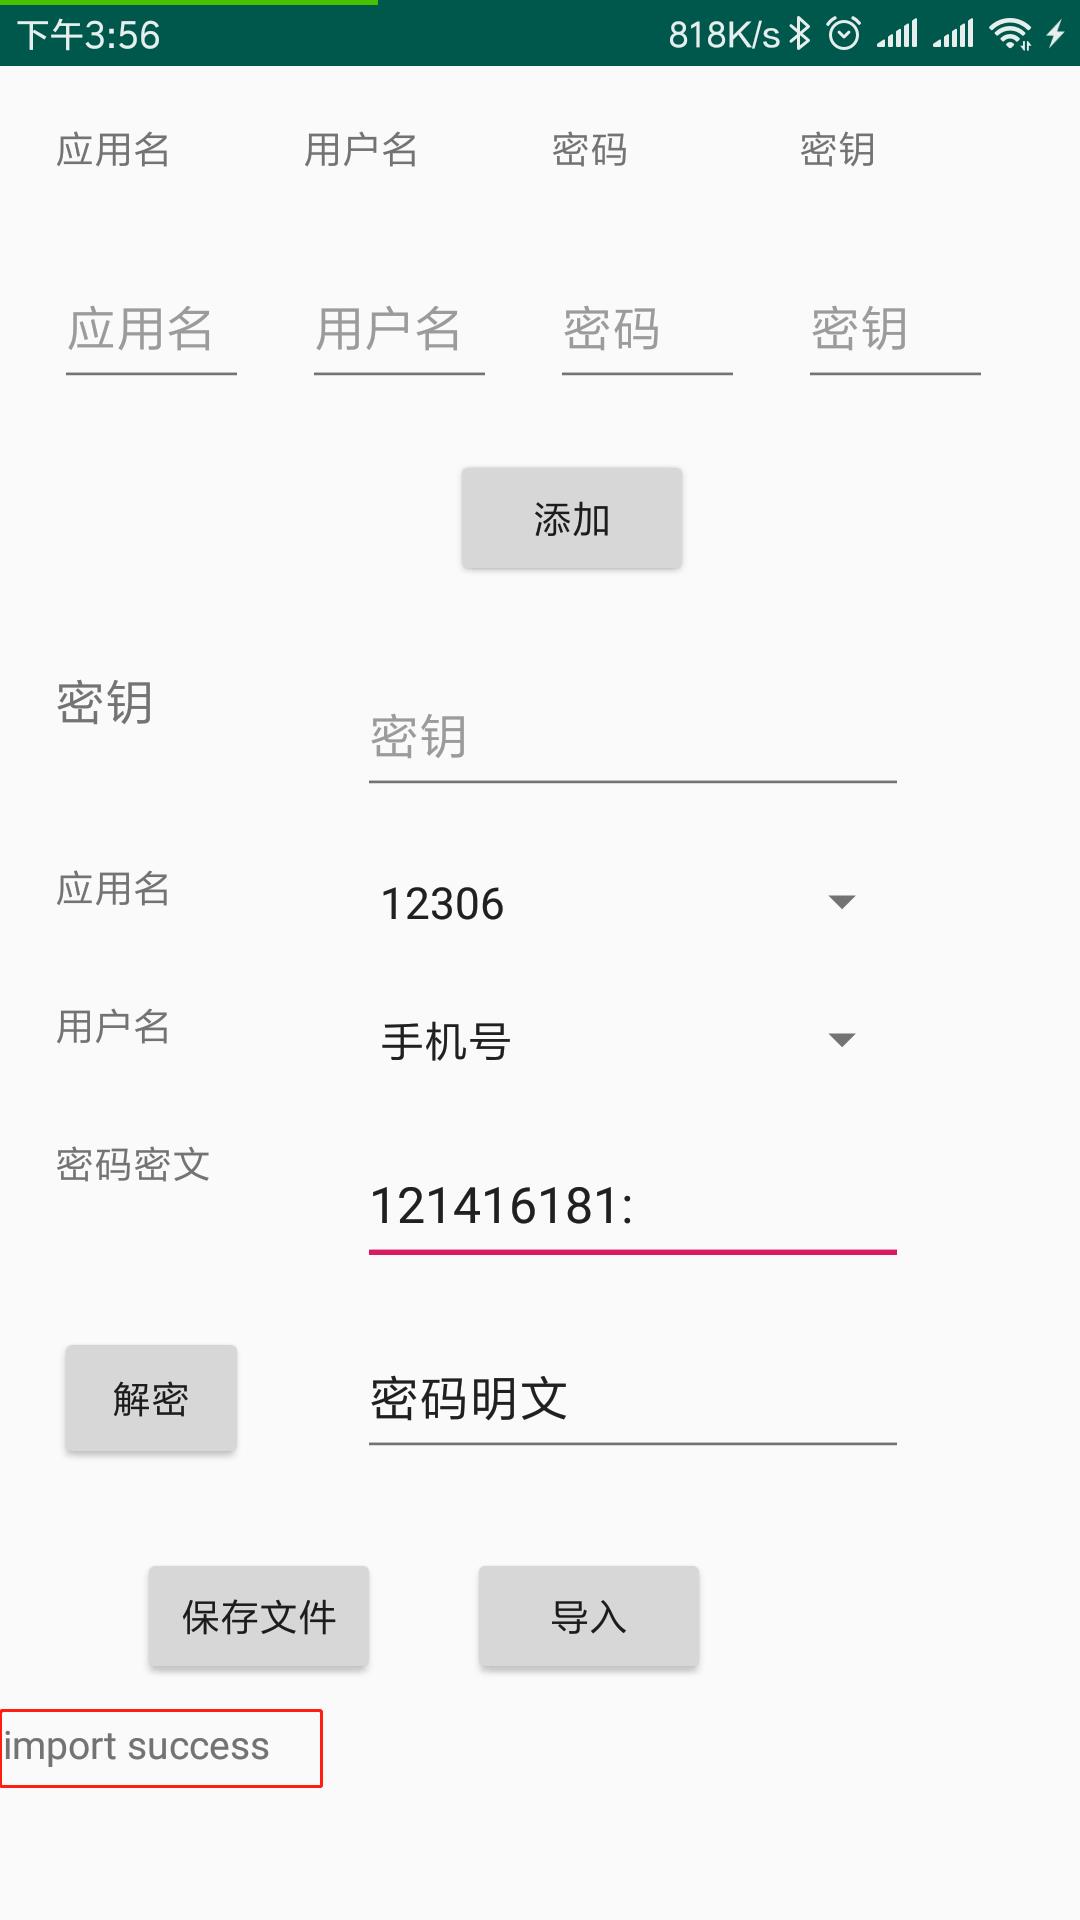 下午3:56 818K/s
应用名 用户名 密码 密钥
应用名 用户名 密码 密钥
添加
密钥 密钥
应用名 12306
用户名 手机号
密码密文 121416181:
解密 密码明文
保存文件 导入
import success